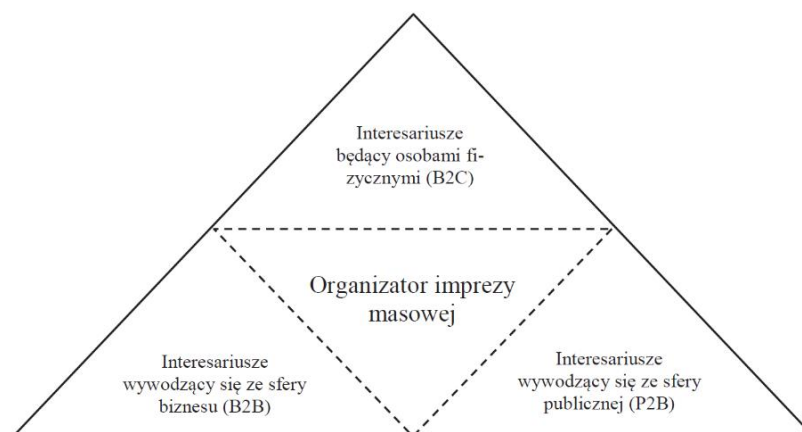 Interesariusze
będący osobami fi-
zycznymi (B2C)
Organizator imprezy
masowej
Interesariusze
wywodzący się ze sfery
biznesu (B2B)
Interesariusze
wywodzący się ze sfery
publicznej (P2B)